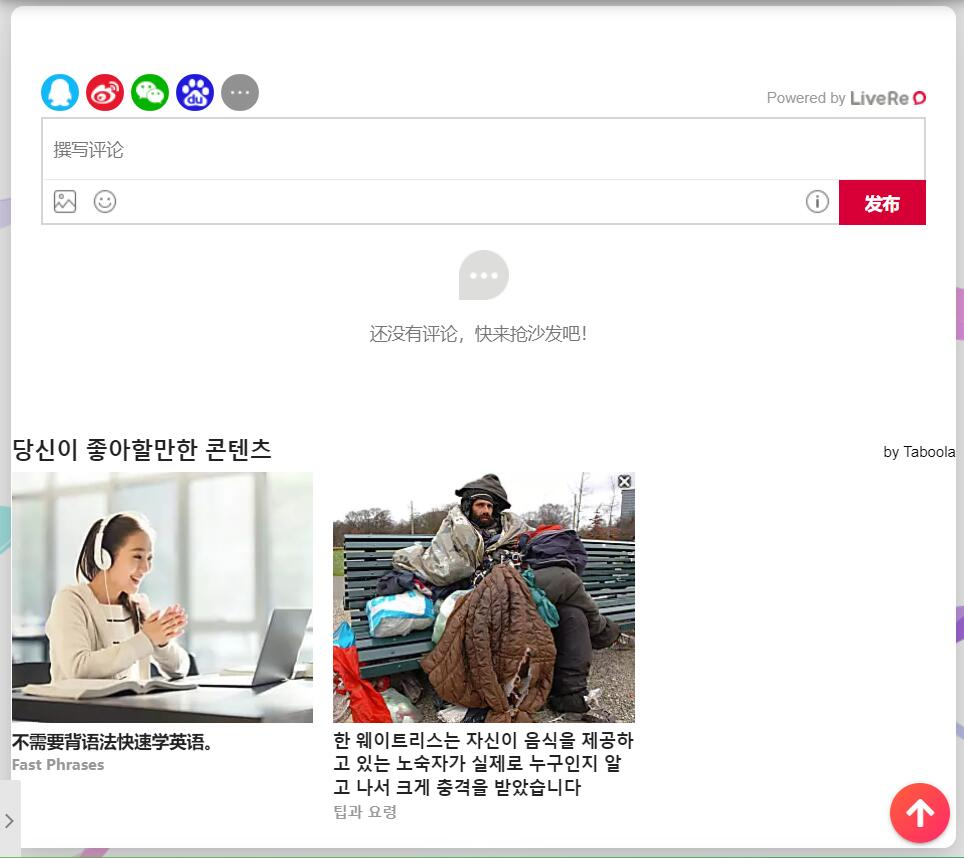 du
Powered by LiveRe
撰写评论
发布
还没有评论，快来抢沙发吧！
당신이 좋아할만한 콘텐츠
by Taboola
不需要背语法快速学英语。
Fast Phrases
한 웨이트리스는 자신이 음식을 제공하
고 있는 노숙자가 실제로 누구인지 알
고 나서 크게 충격을 받았습니다
팁과 요령